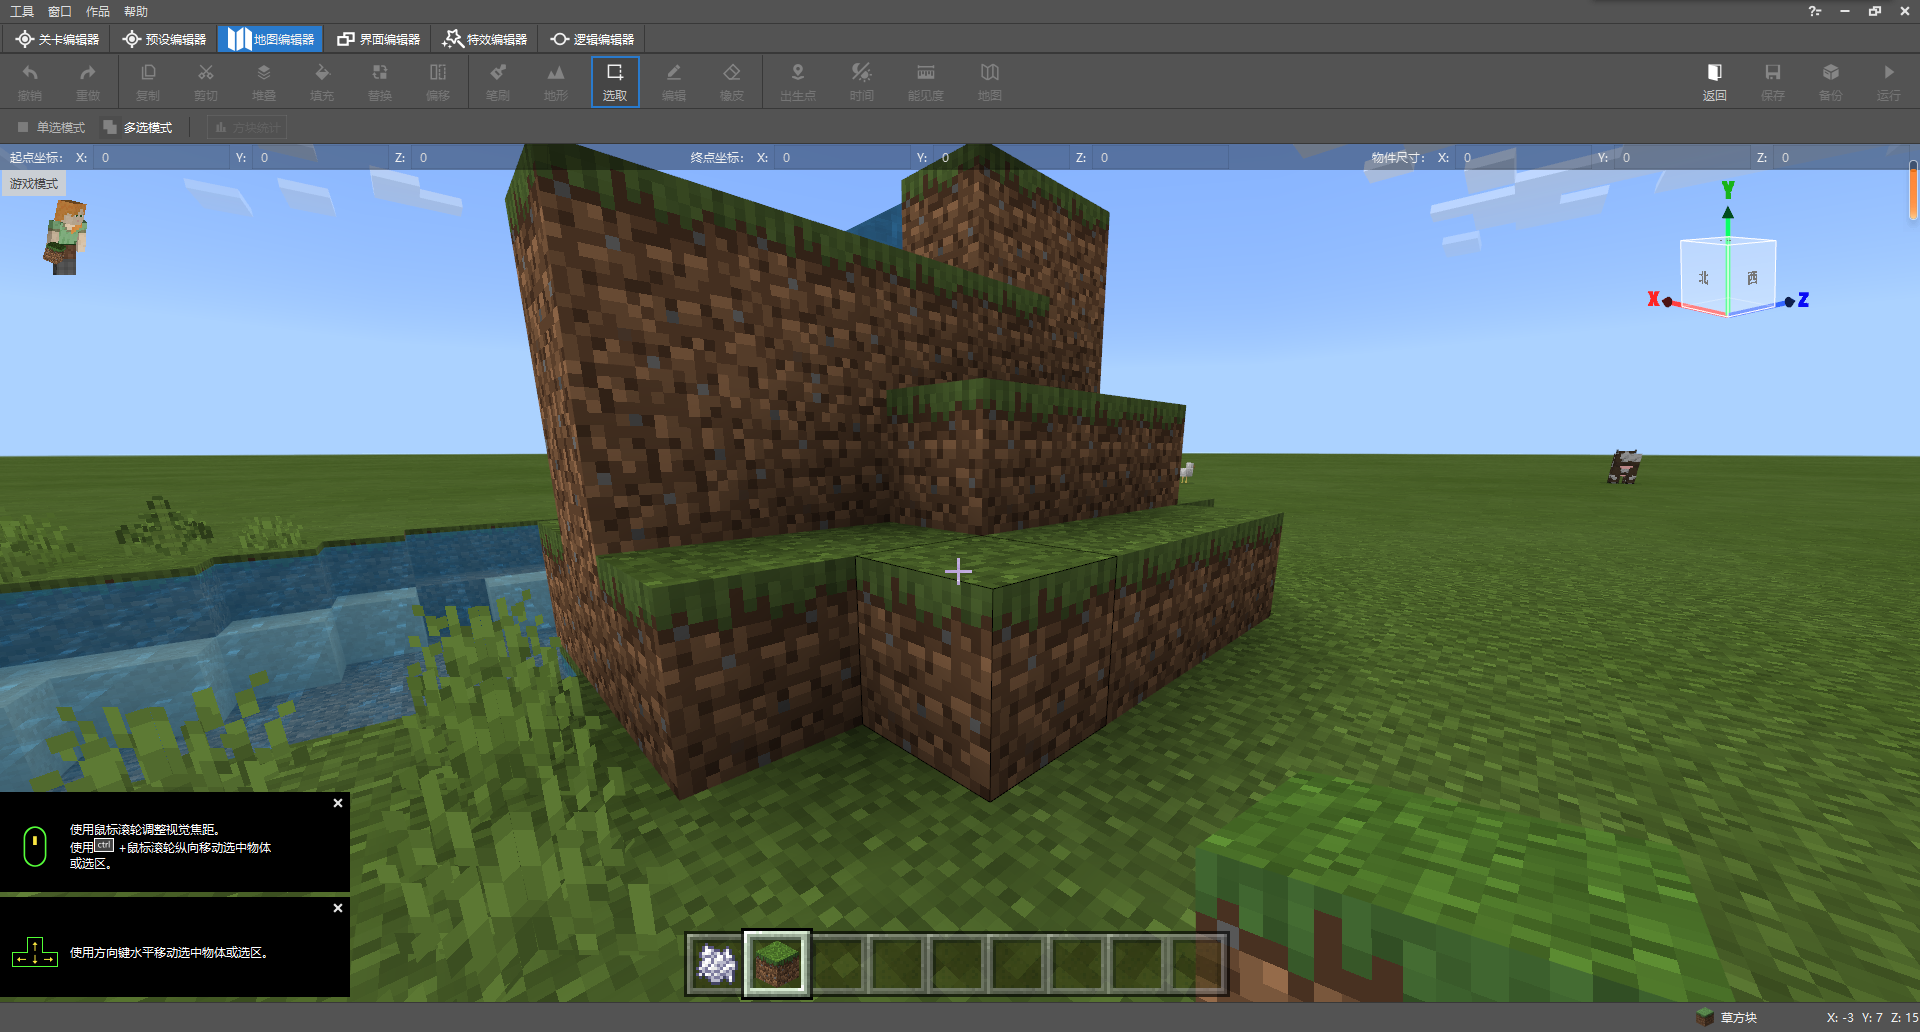 工具 窗口 作品 帮助
关卡编辑器 预设编辑器 地图编辑器 界面编辑器 特效编辑器 逻辑编辑器
撤销 重做 复制 剪切 堆叠 填充 替换 偏移 笔刷 地形 选取 编辑 橡皮 出生点 时间 能见度 地图 返回 保存 备份 运行
单选模式 多选模式 方块统计
起点坐标: X: 0 Y: 0 Z: 0 终点坐标: X: 0 Y: 0 Z: 0 物件尺寸: X: 0 Y: 0 Z: 0
游戏模式
Y
北 西
X Z
使用鼠标滚轮调整视觉焦距。
使用ctrl +鼠标滚轮纵向移动选中物体
或选区。
使用方向键水平移动选中物体或选区。
草方块 X: -3 Y: 7 Z: 15